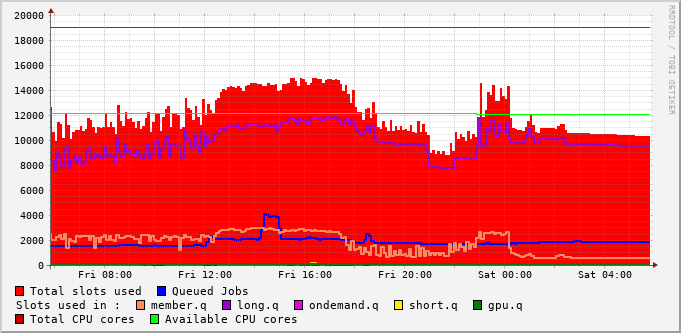 20000
18000
16000
14000
12000
10000
8000
6000
4000
2000
0
Fri 08:00 Fri 12:00 Fri 16:00 Fri 20:00 Sat 00:00 Sat 04:00
Total slots used Queued Jobs
Slots used in : member.q long.q ondemand.q short.q gpu.q
Total CPU cores Available CPU cores
RRDTOOL / TOBI OETIKER